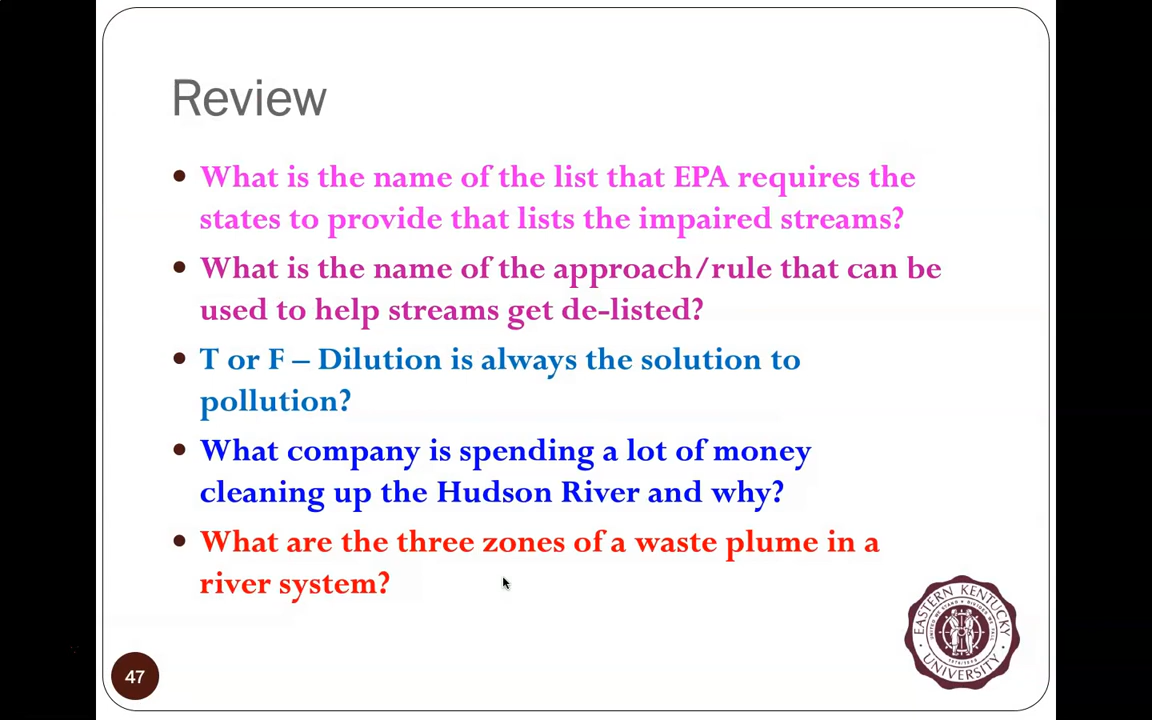 Review
• What is the name of the list that EPA requires the
states to provide that lists the impaired streams?
• What is the name of the approach/rule that can be
used to help streams get de-listed?
• T or F – Dilution is always the solution to
pollution?
• What company is spending a lot of money
cleaning up the Hudson River and why?
• What are the three zones of a waste plume in a
river system?
EASTERN KENTUCKY
UNIVERSITY
47